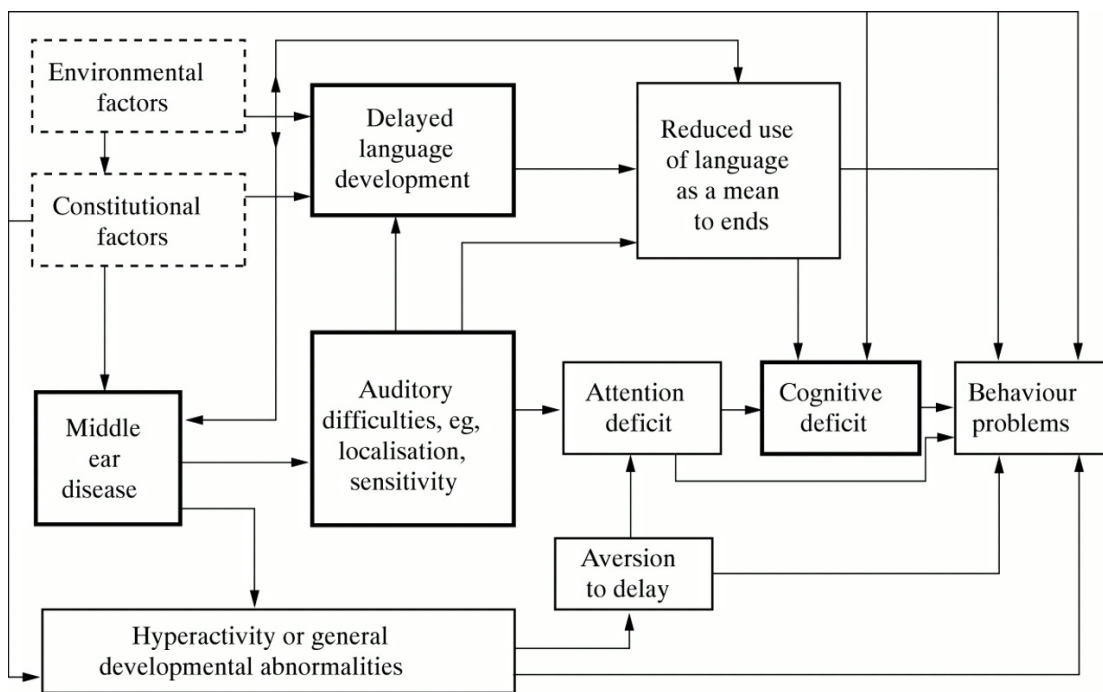 Environmental
factors
Delayed
language
development
Reduced use
of language
as a mean
to ends
Constitutional
factors
Middle
ear
disease
Auditory
difficulties, eg,
localisation,
sensitivity
Attention
deficit
Cognitive
deficit
Behaviour
problems
Aversion
to delay
Hyperactivity or general
developmental abnormalities